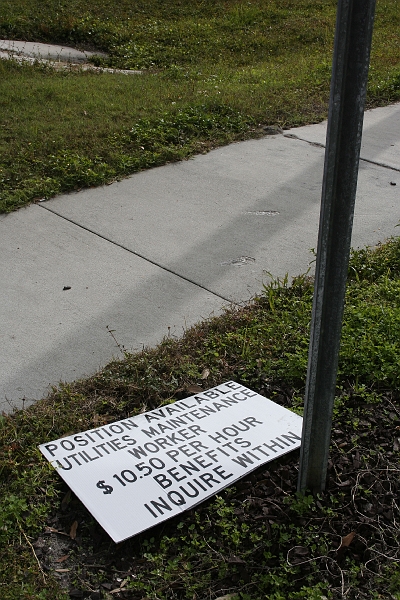 POSITION AVAILABLE
UTILITIES MAINTENANCE
WORKER
$10.50 PER HOUR
BENEFITS
INQUIRE WITHIN